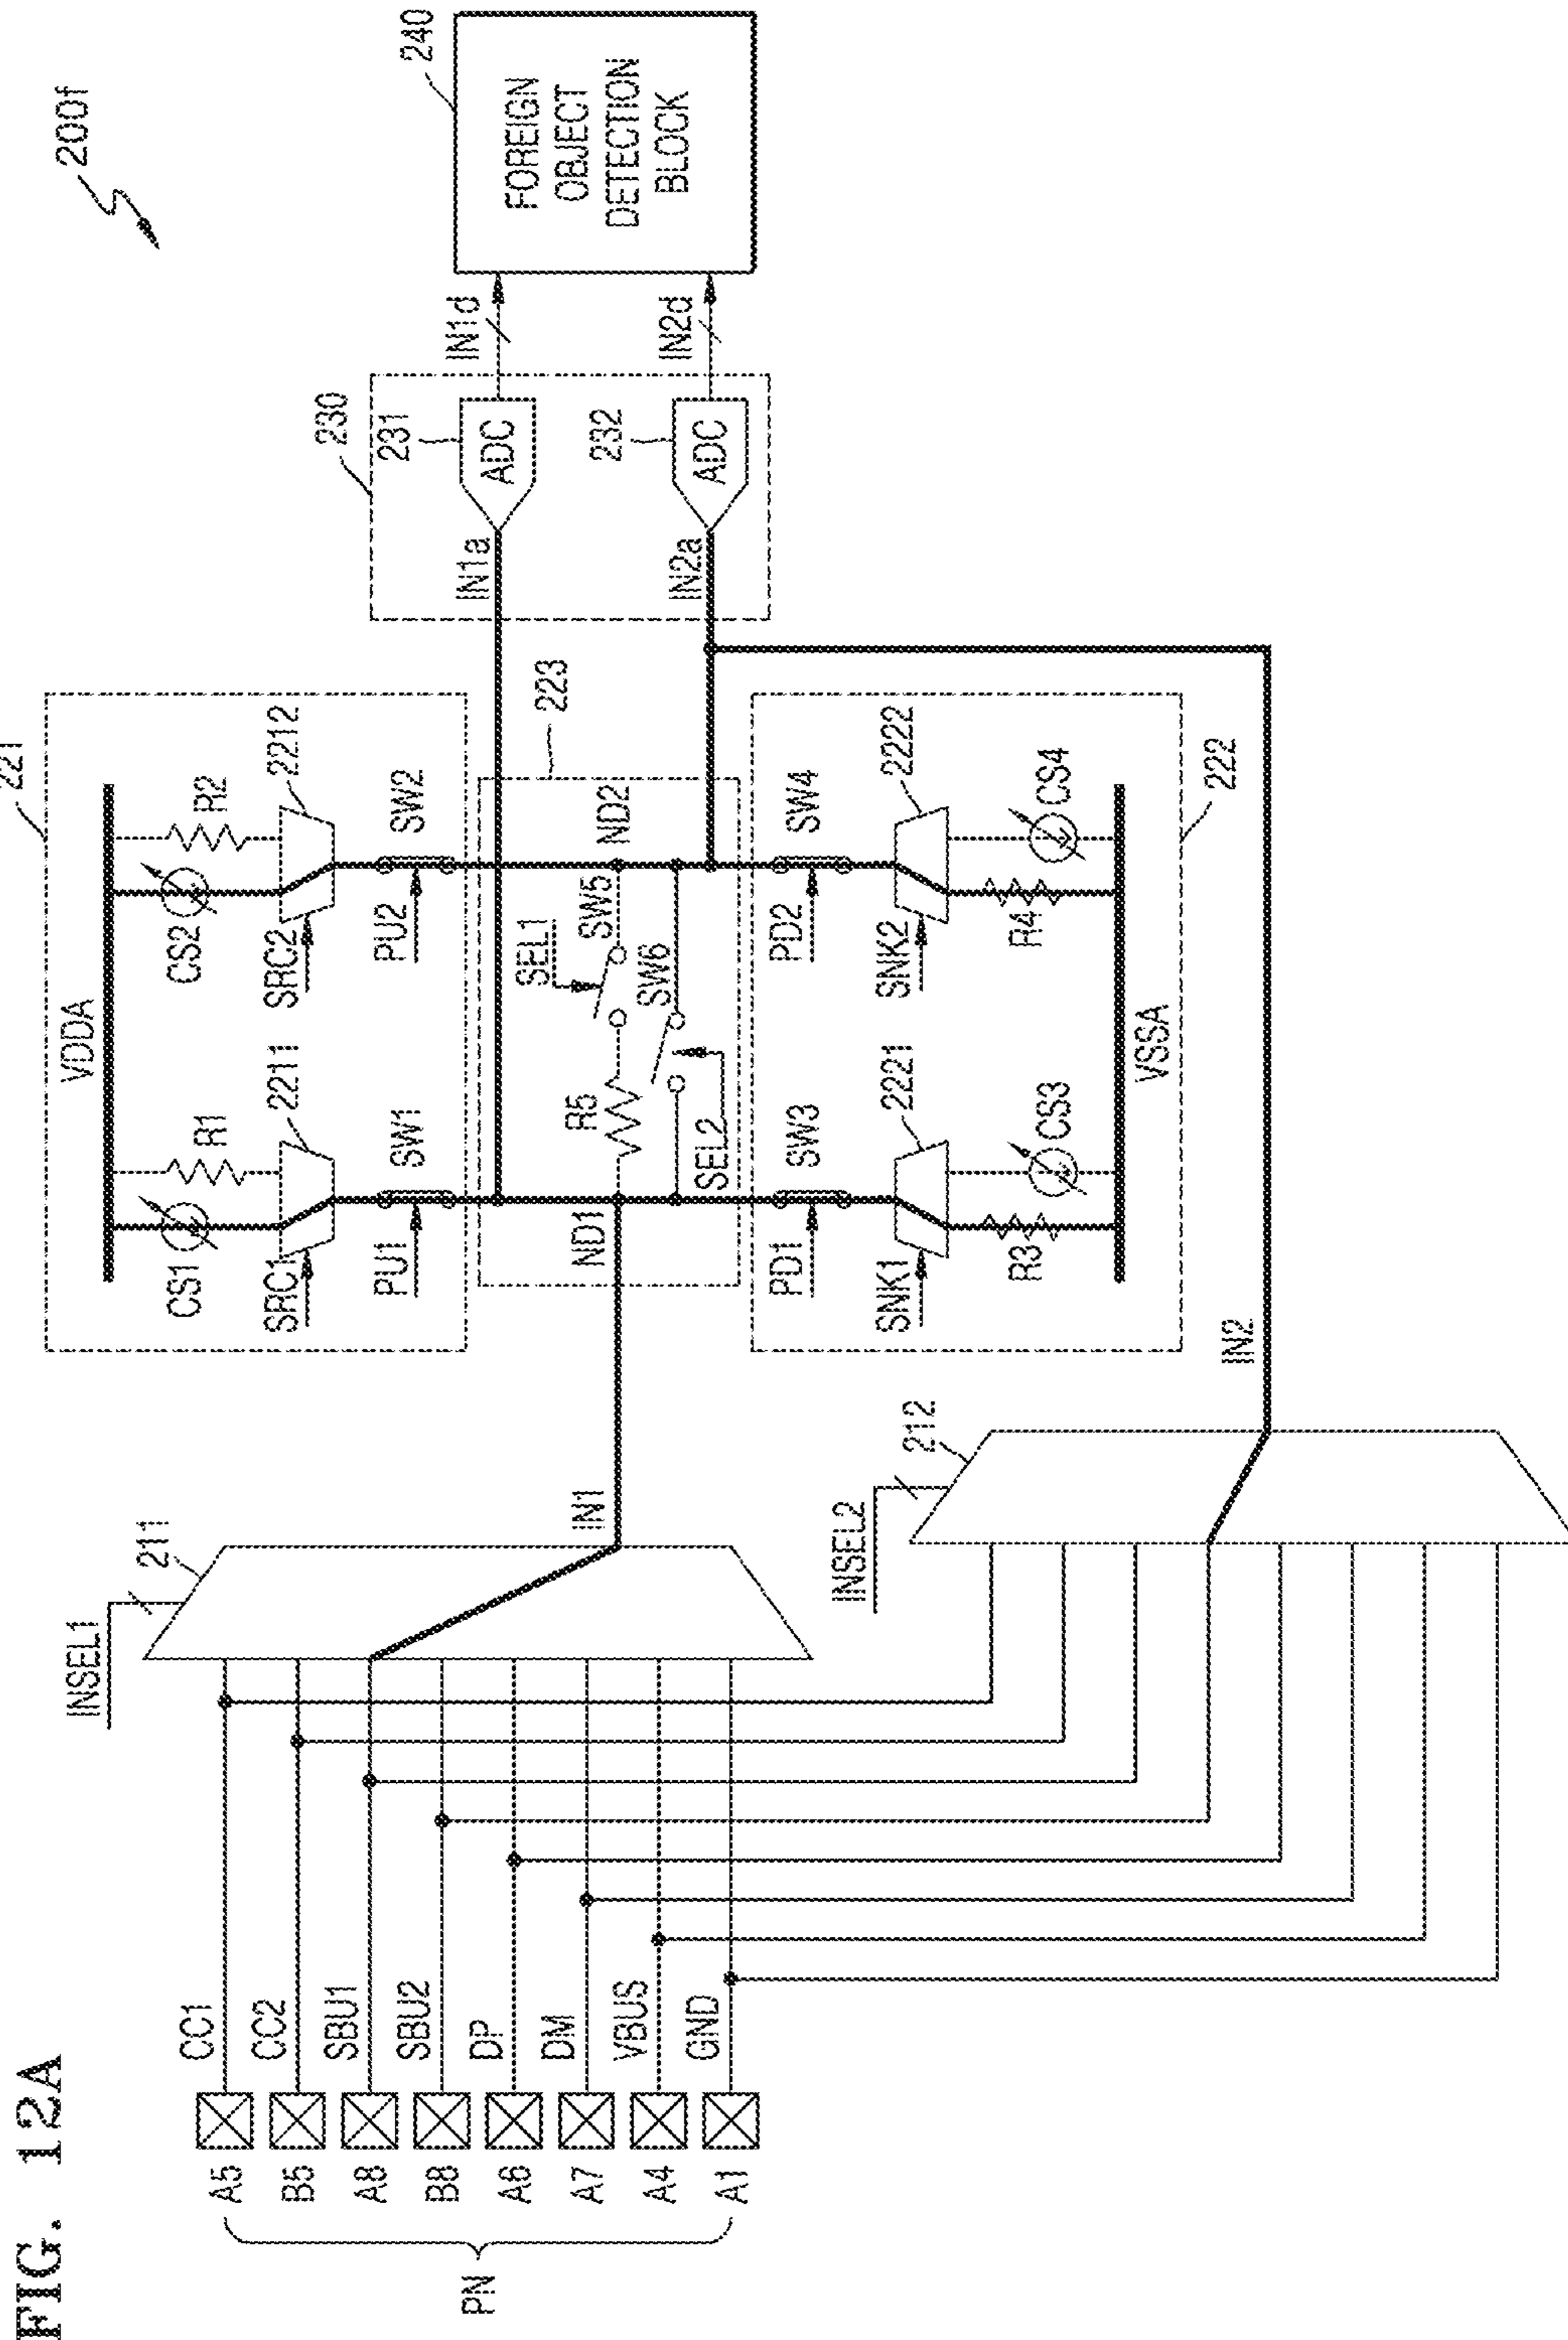 FIG. 12A
200f
PN
A5
B5
A8
B8
A6
A7
A4
A1
CC1
CC2
SBU1
SBU2
DP
DM
VBUS
GND
INSEL1
211
IN1
INSEL2
212
IN2
221
VDDA
CS1
R1
SRC1
2211
PU1
SW1
CS2
R2
SRC2
2212
PU2
SW2
223
ND1
R5
SEL1
SW5
ND2
SEL2
SW6
PD1
SW3
SNK1
2221
R3
CS3
PD2
SW4
SNK2
2222
R4
CS4
VSSA
222
230
231
ADC
IN1a
IN1d
232
ADC
IN2a
IN2d
240
FOREIGN
OBJECT
DETECTION
BLOCK